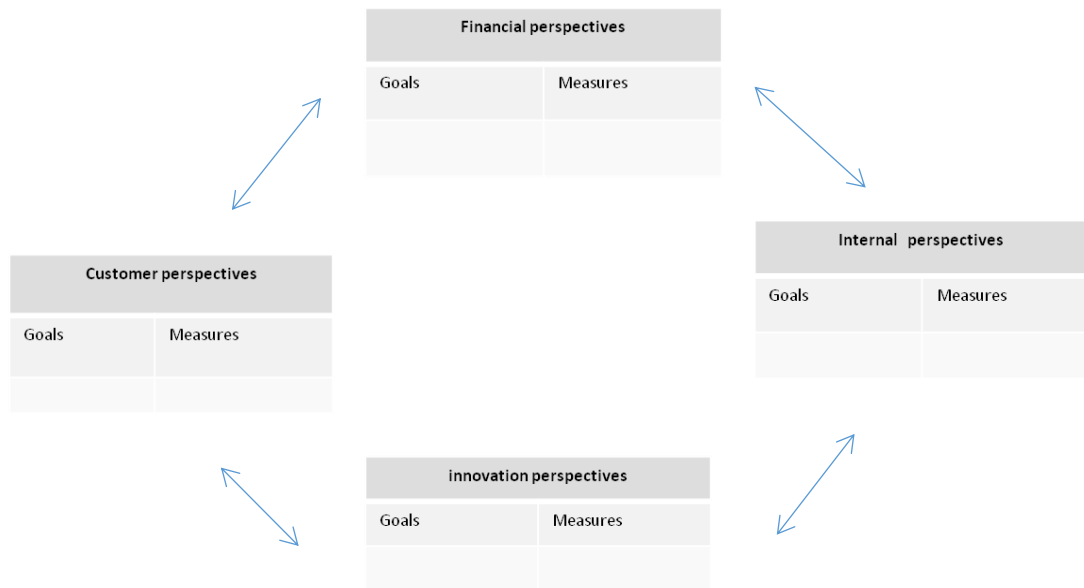 Financial perspectives
Goals Measures
Internal perspectives
Goals Measures
Customer perspectives
Goals Measures
innovation perspectives
Goals Measures